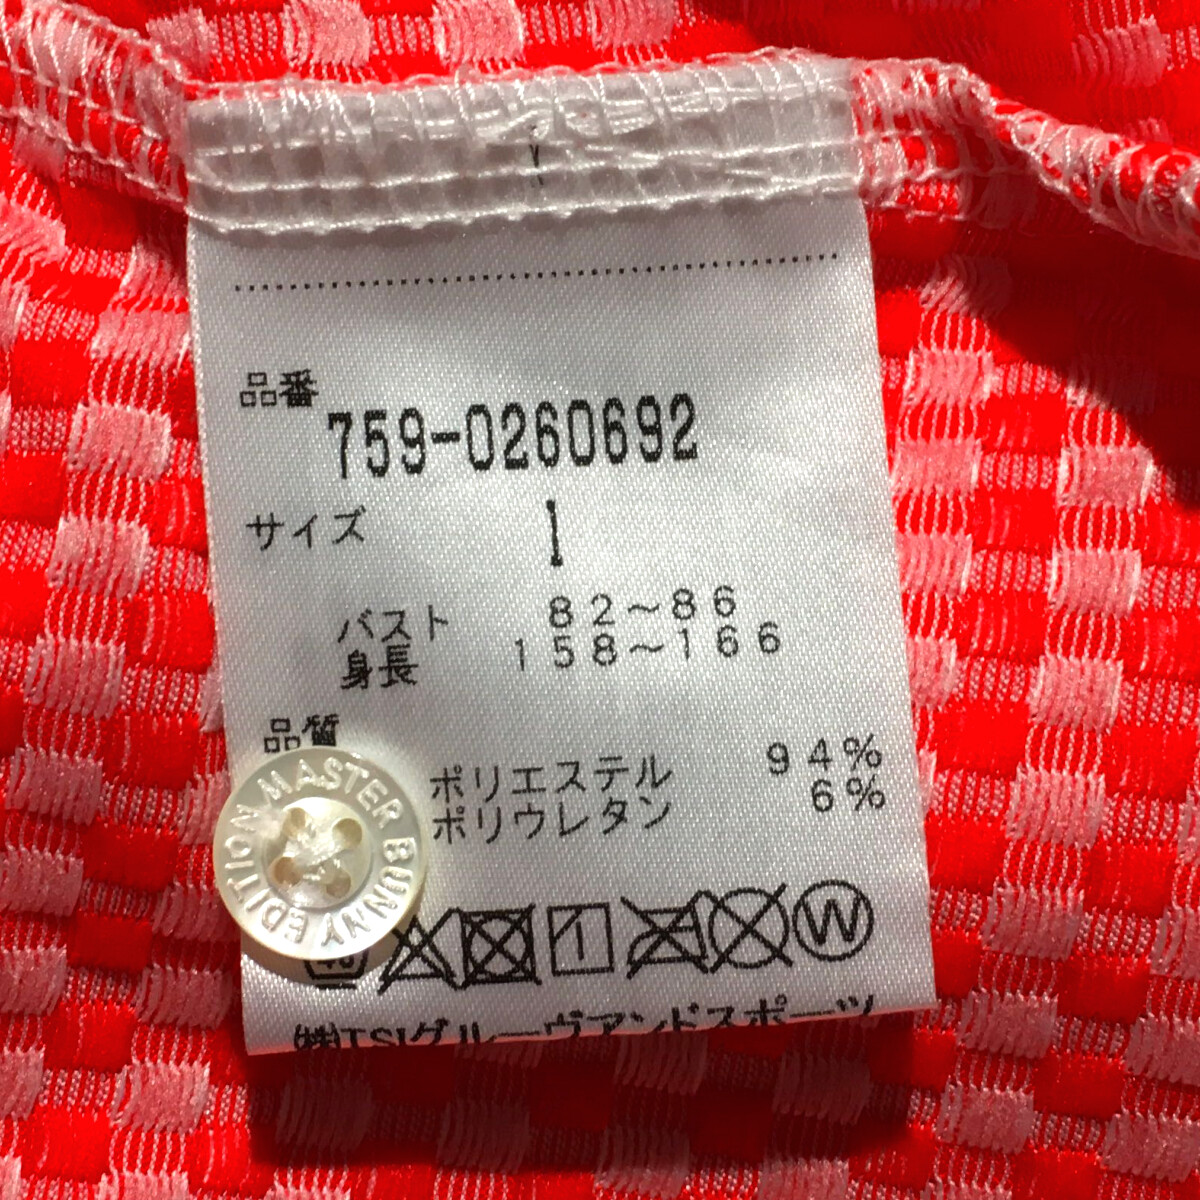 品番
759-0260692
サイズ 1
バスト 82～86
身長 158～166
品質
ポリエステル 94%
ポリウレタン 6%
MASTER BUNNY EDITION
W
㈱TSIグルーヴアンドスポーツ